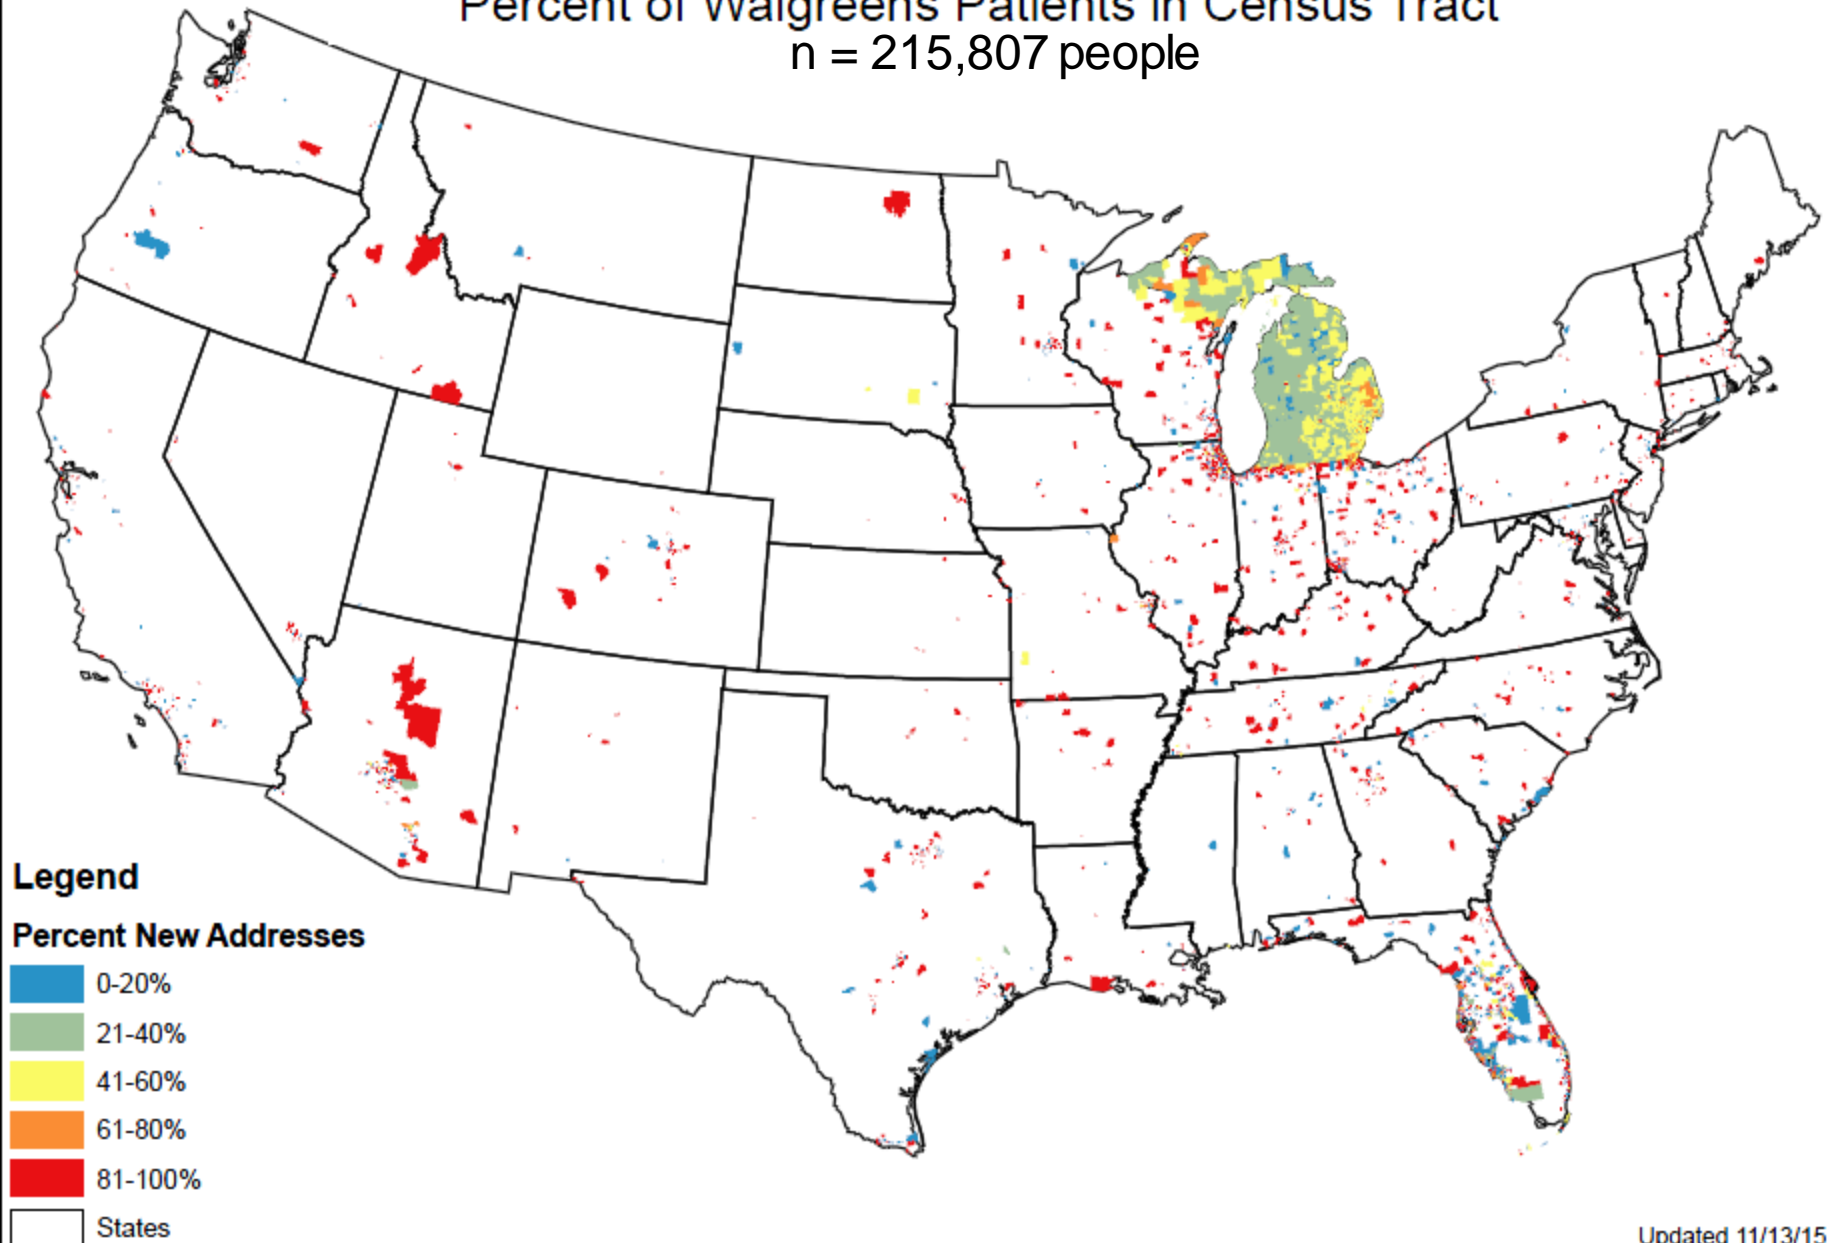 Percent of Walgreens Patients in Census Tract
n = 215,807 people
Legend
Percent New Addresses
0-20%
21-40%
41-60%
61-80%
81-100%
States
Updated 11/13/15